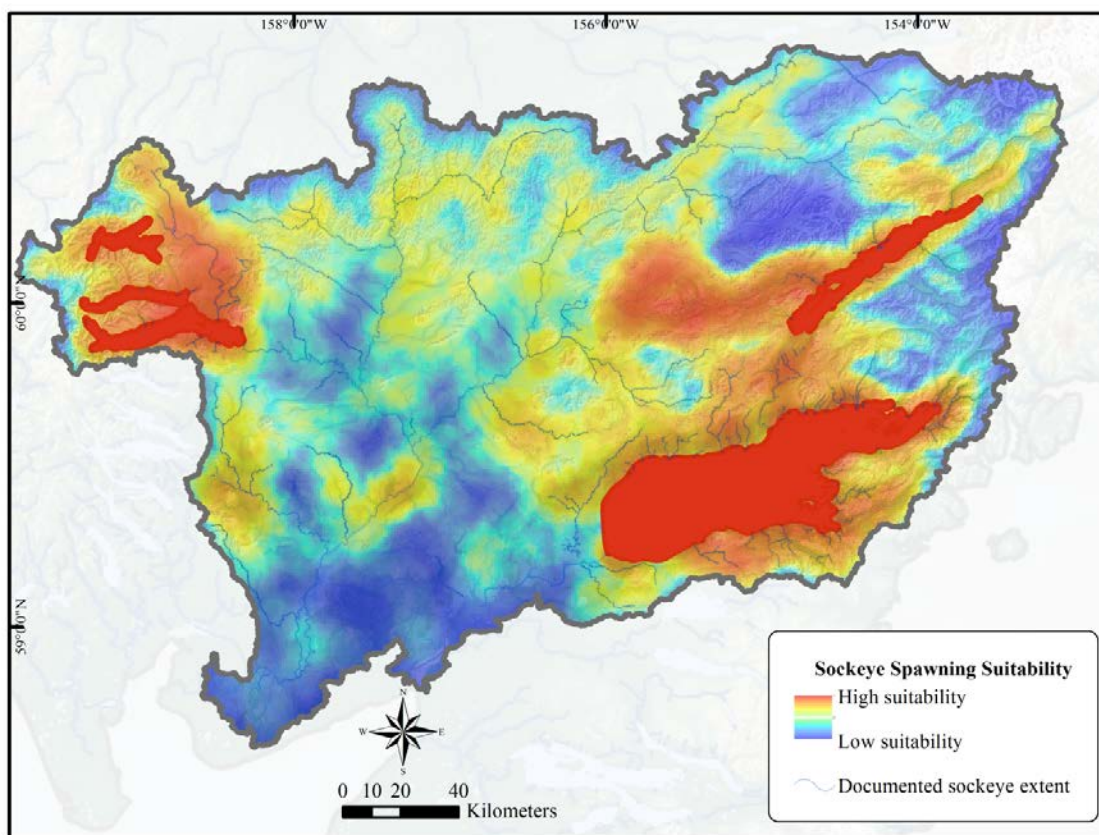 158°0'0"W
156°0'0"W
154°0'0"W
60°0'0"N
59°0'0"N
Sockeye Spawning Suitability
High suitability
Low suitability
Documented sockeye extent
N
W
E
S
0 10 20 40
Kilometers